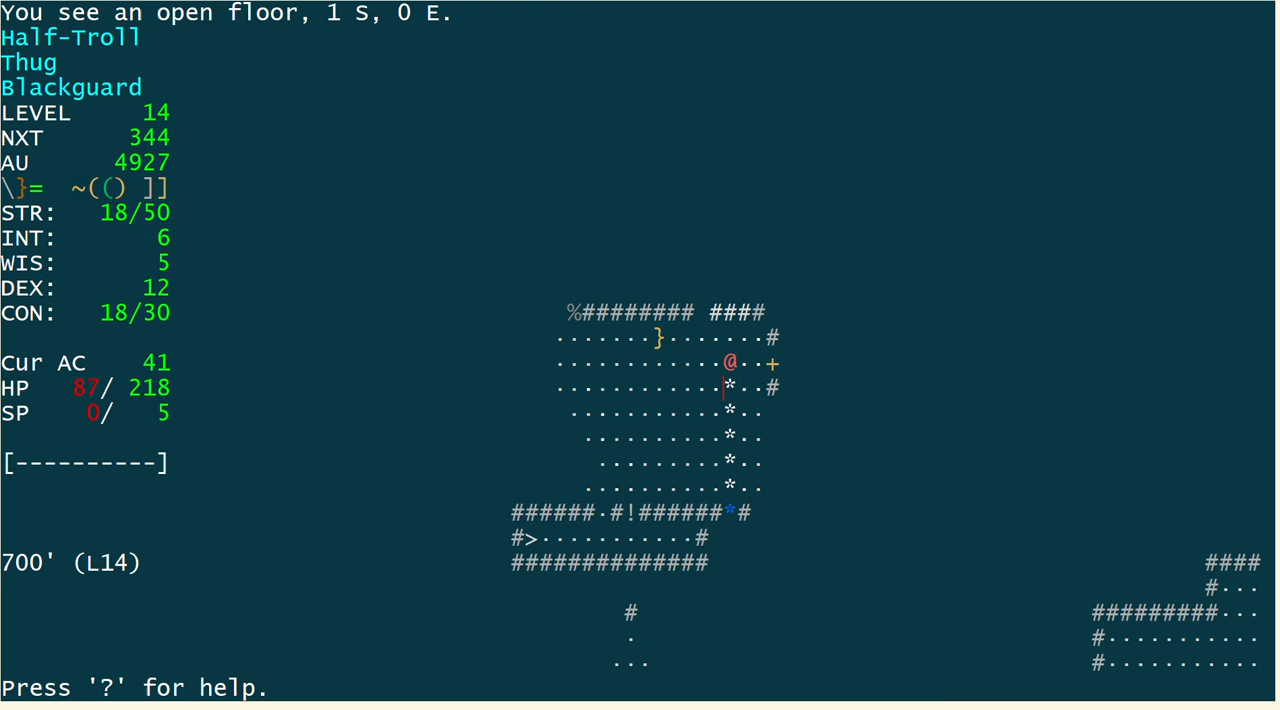 You see an open floor, 1 S, 0 E.
Half-Troll
Thug
Blackguard
LEVEL 14
NXT 344
AU 4927
\}= ~(() ]]
STR: 18/50
INT: 6
WIS: 5
DEX: 12
CON: 18/30
%######## ####
.......}.......#
Cur AC 41 ...........@..+
HP 87/ 218 ...........*..#
SP 0/ 5 ..........*..
.........*..
[----------] ........*..
.........*..
######.#!######*#
#>..........#
700' (L14) ############## ####
#...
# #########...
. #...........
... #...........
Press '?' for help.